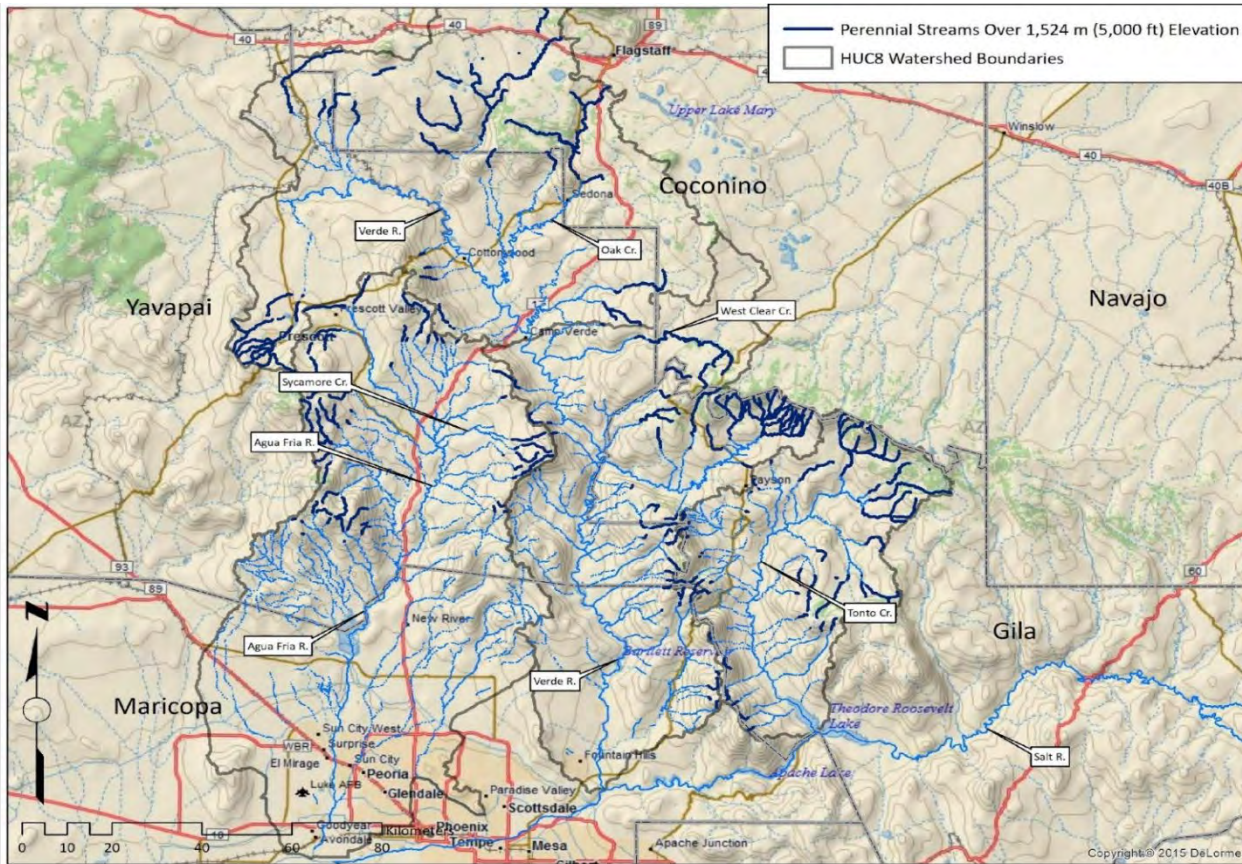 Perennial Streams Over 1,524 m (5,000 ft) Elevation
HUC8 Watershed Boundaries
40
40
89
Flagstaff
Upper Lake Mary
Winslow
40
40B
Coconino
Sedona
Verde R.
Oak Cr.
Cottonwood
Navajo
Yavapai
Prescott Valley
West Clear Cr.
Camp Verde
Prescott
Sycamore Cr.
AZ
AZ
Agua Fria R.
Payson
93
89
60
Tonto Cr.
New River
Gila
N
Agua Fria R.
Verde R.
Maricopa
Theodore Roosevelt
Lake
Sun City West
WBRF
Surprise
Sun City
El Mirage
Fountain Hills
Salt R.
Peoria
Apache Lake
Luke AFB
Glendale
Paradise Valley
Scottsdale
Goodyear
Avondale
10
Phoenix
Tempe
Mesa
Apache Junction
0 10 20 40 60 80
Kilometers
Gilbert
Copyright:© 2015 DeLorme